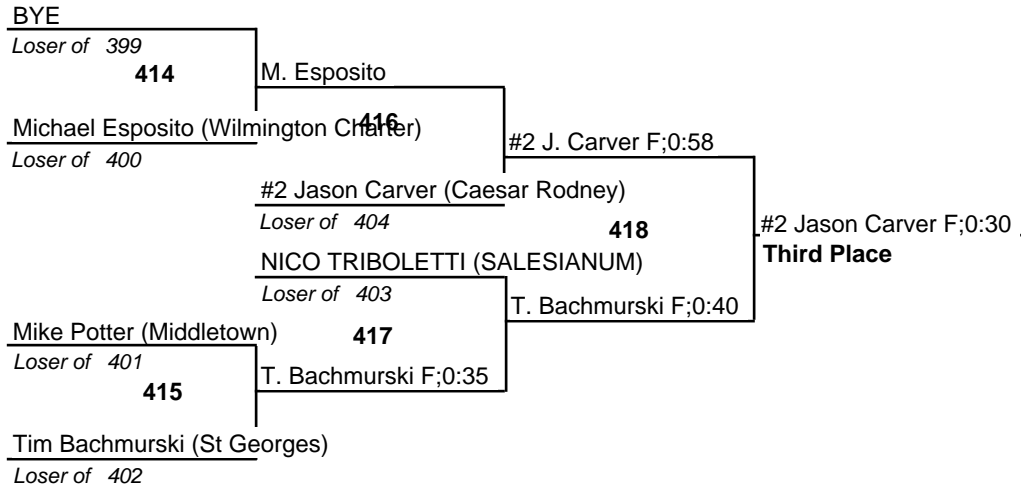 BYE
Loser of 399
414
M. Esposito
Michael Esposito (Wilmington Charter)
416
Loser of 400
#2 J. Carver F;0:58
#2 Jason Carver (Caesar Rodney)
Loser of 404
418
#2 Jason Carver F;0:30
Third Place
NICO TRIBOLETTI (SALESIANUM)
Loser of 403
T. Bachmurski F;0:40
Mike Potter (Middletown)
417
Loser of 401
T. Bachmurski F;0:35
415
Tim Bachmurski (St Georges)
Loser of 402